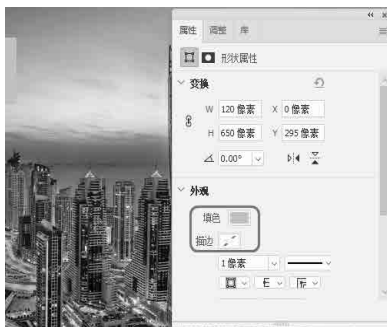 属性 调整 库
形状属性
变换
W 120 像素 X 0 像素
H 650 像素 Y 295 像素
0.00°
外观
填色
描边
1 像素